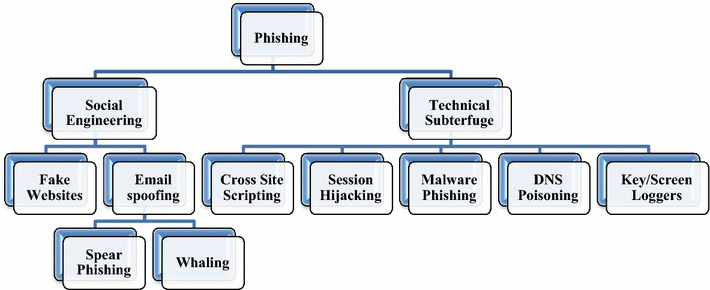 Phishing
Social
Engineering
Technical
Subterfuge
Fake
Websites
Email
spoofing
Cross Site
Scripting
Session
Hijacking
Malware
Phishing
DNS
Poisoning
Key/Screen
Loggers
Spear
Phishing
Whaling